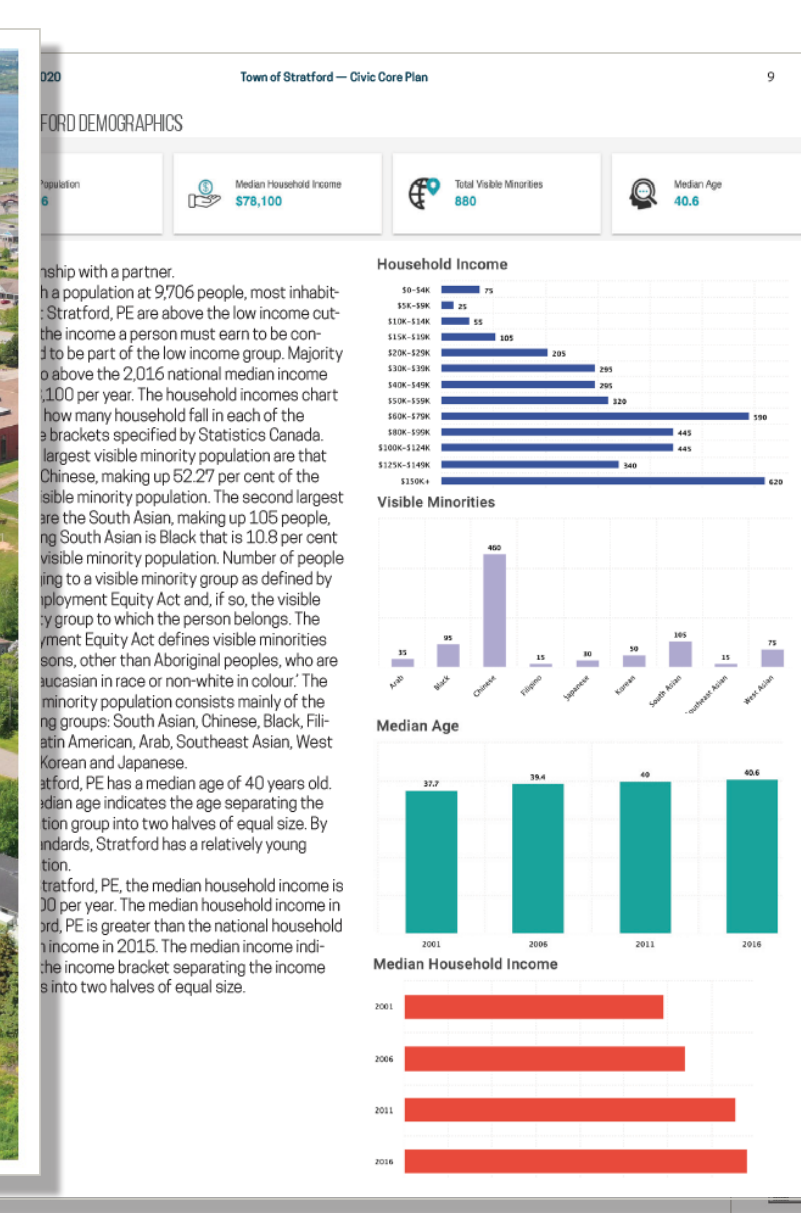 020
Town of Stratford — Civic Core Plan
9
FORD DEMOGRAPHICS
Population
6
Median Household Income
$78,100
Total Visible Minorities
880
Median Age
40.6
nship with a partner.
h a population at 9,706 people, most inhabit-
Stratford, PE are above the low income cut-
the income a person must earn to be con-
d to be part of the low income group. Majority
o above the 2,016 national median income
,100 per year. The household incomes chart
how many household fall in each of the
e brackets specified by Statistics Canada.
largest visible minority population are that
Chinese, making up 52.27 per cent of the
isible minority population. The second largest
are the South Asian, making up 105 people,
ng South Asian is Black that is 10.8 per cent
visible minority population. Number of people
ging to a visible minority group as defined by
mployment Equity Act and, if so, the visible
ty group to which the person belongs. The
yment Equity Act defines visible minorities
sons, other than Aboriginal peoples, who are
aucasian in race or non-white in colour.’ The
minority population consists mainly of the
ng groups: South Asian, Chinese, Black, Fili-
atin American, Arab, Southeast Asian, West
Korean and Japanese.
atford, PE has a median age of 40 years old.
edian age indicates the age separating the
tion group into two halves of equal size. By
andards, Stratford has a relatively young
tion.
tratford, PE, the median household income is
00 per year. The median household income in
ord, PE is greater than the national household
n income in 2015. The median income indi-
the income bracket separating the income
s into two halves of equal size.
Household Income
$0-$4K 75
$5K-$9K 25
$10K-$14K 55
$15K-$19K 105
$20K-$29K 205
$30K-$39K 295
$40K-$49K 295
$50K-$59K 320
$60K-$79K 590
$80K-$99K 445
$100K-$124K 445
$125K-$149K 340
$150K+ 620
Visible Minorities
35 95 460 15 30 50 105 15 75
Arab Black Chinese Filipino Japanese Korean South Asian outheast Asian West Asian
Median Age
37.7 39.4 40 40.6
2001 2006 2011 2016
Median Household Income
2001
2006
2011
2016